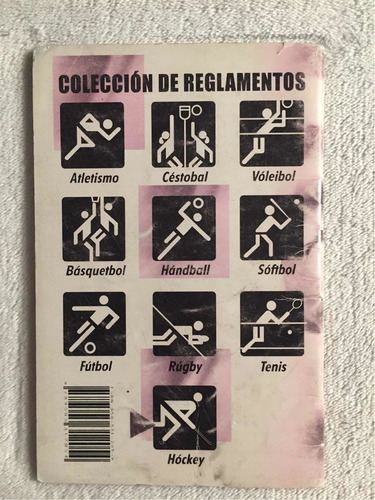 COLECCIÓN DE REGLAMENTOS
Atletismo Céstobal Vóleibol
Básquetbol Hándball Sóftbol
Fútbol Rúgby Tenis
Hóckey